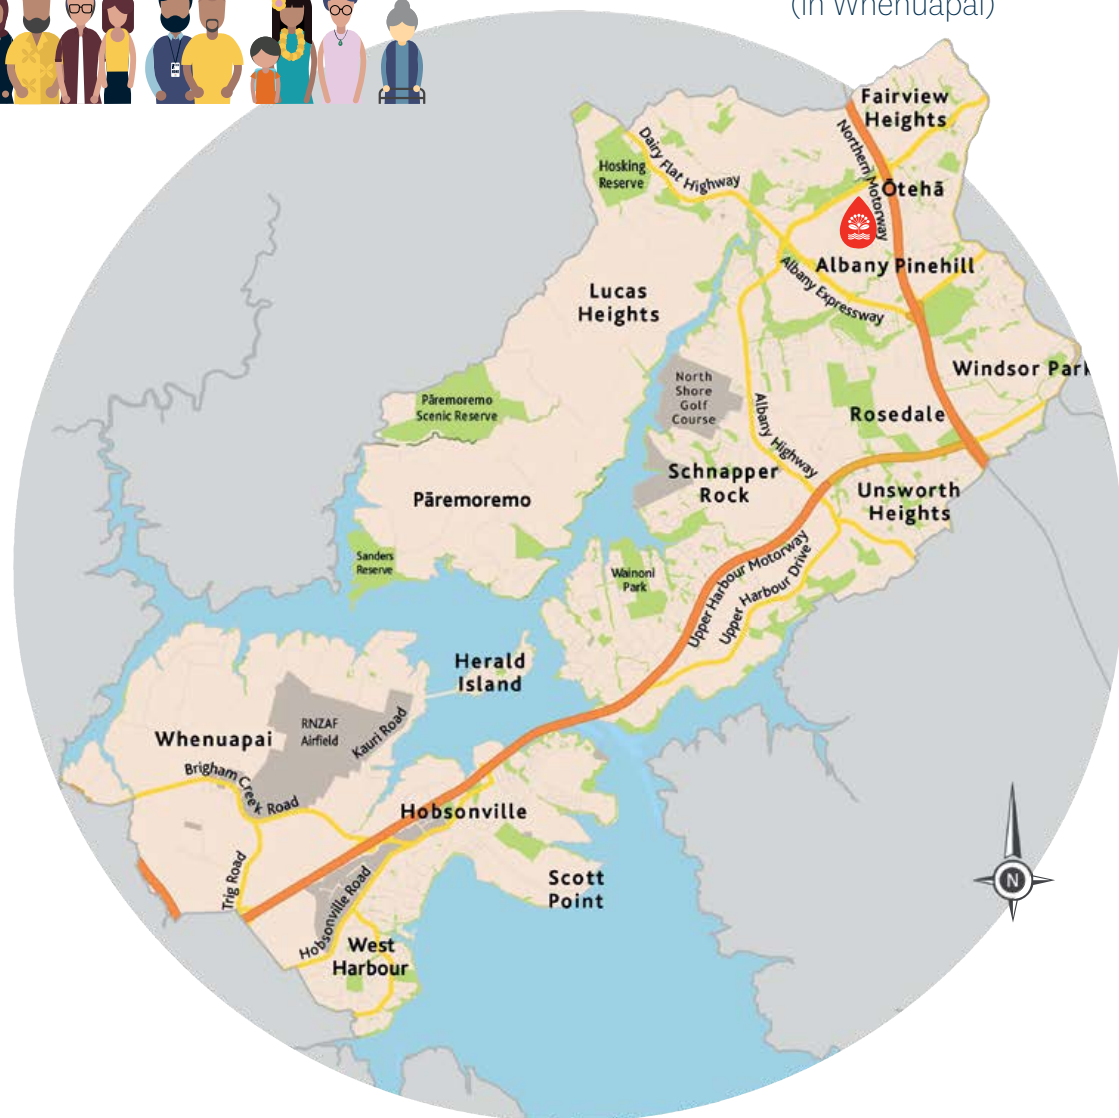 (in Whenuapai)
Fairview
Heights
Northern Motorway
Dairy Flat Highway
Hosking
Reserve
Ōtehā
Albany
Pinehill
Albany Expressway
Lucas
Heights
Windsor Park
North
Shore
Golf
Course
Pāremoremo
Scenic Reserve
Albany Highway
Rosedale
Schnapper
Rock
Unsworth
Heights
Pāremoremo
Sanders
Reserve
Wainoni
Park
Upper Harbour Motorway
Upper Harbour Drive
Herald
Island
RNZAF
Airfield
Kauri Road
Whenuapai
Brigham Creek Road
Hobsonville
Trig Road
Hobsonville Road
Scott
Point
N
West
Harbour